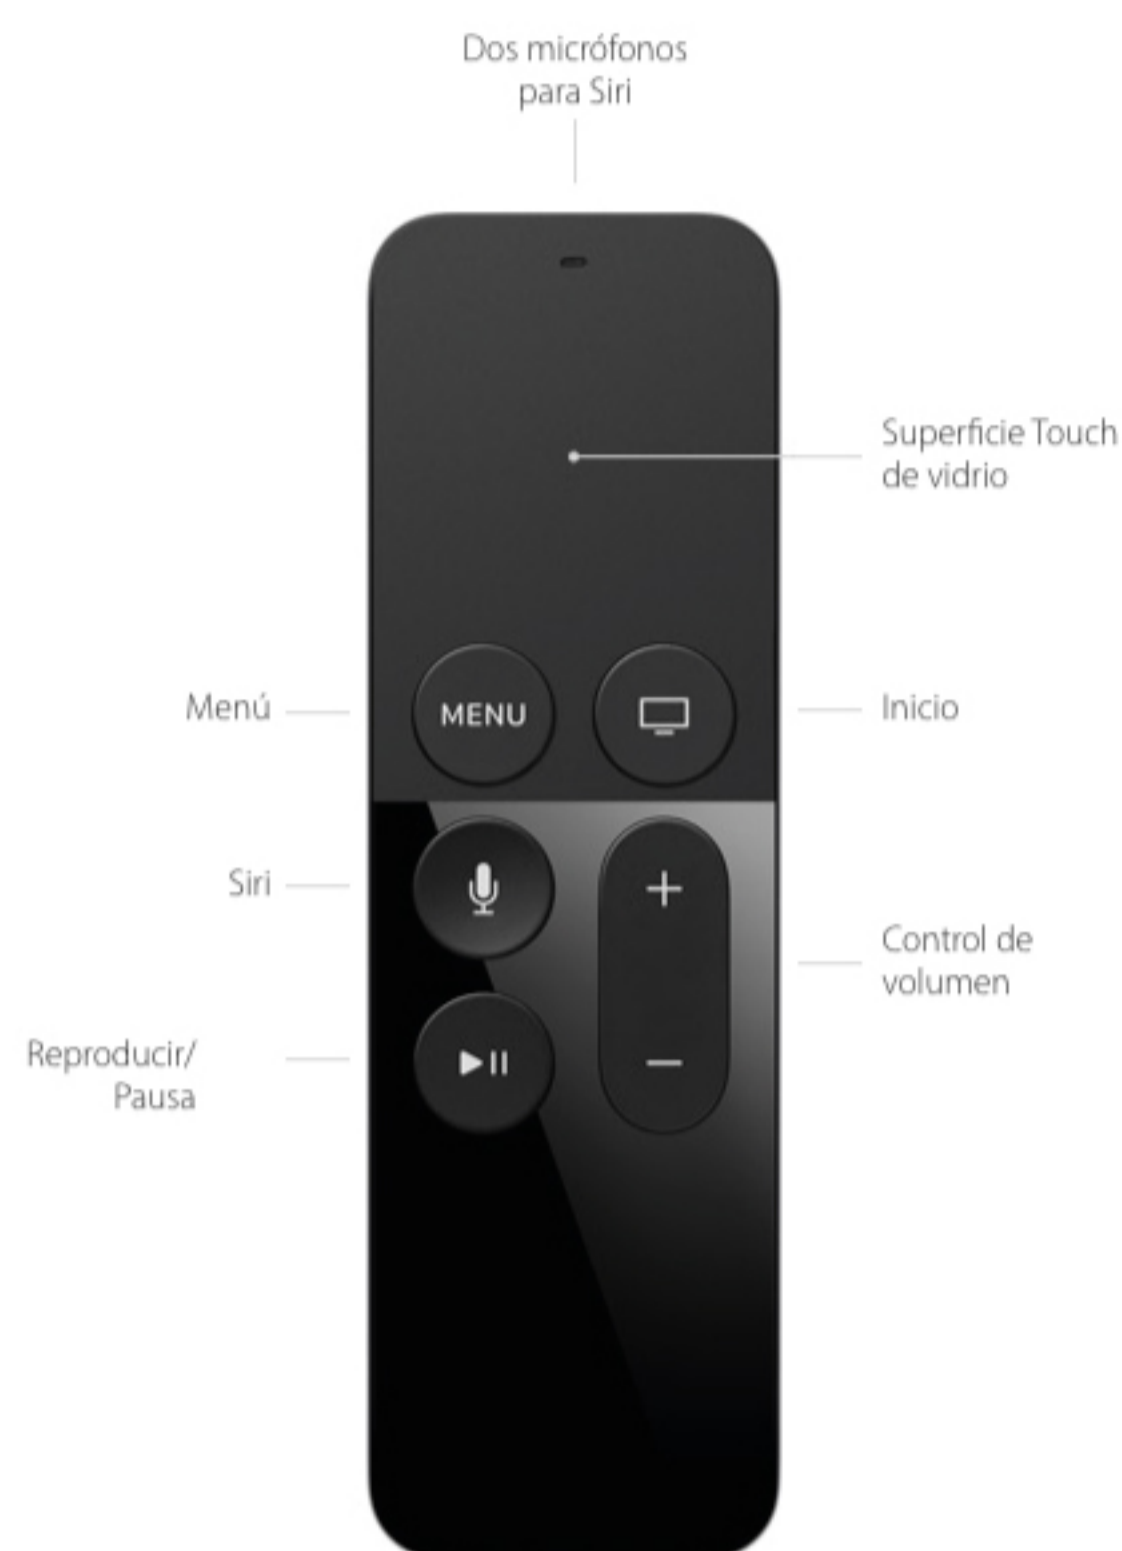 Dos micrófonos
para Siri
Superficie Touch
de vidrio
Menú
MENU
Inicio
Siri
+
Control de
volumen
−
Reproducir/
Pausa